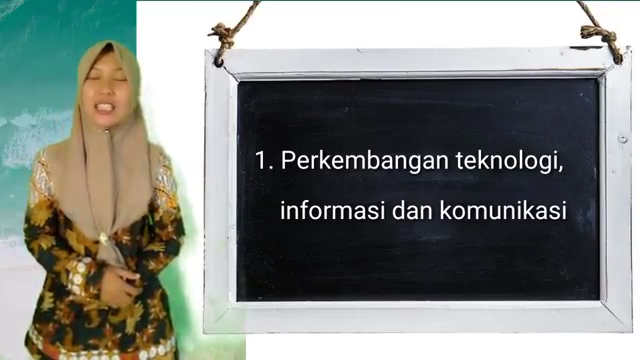 1. Perkembangan teknologi,
informasi dan komunikasi